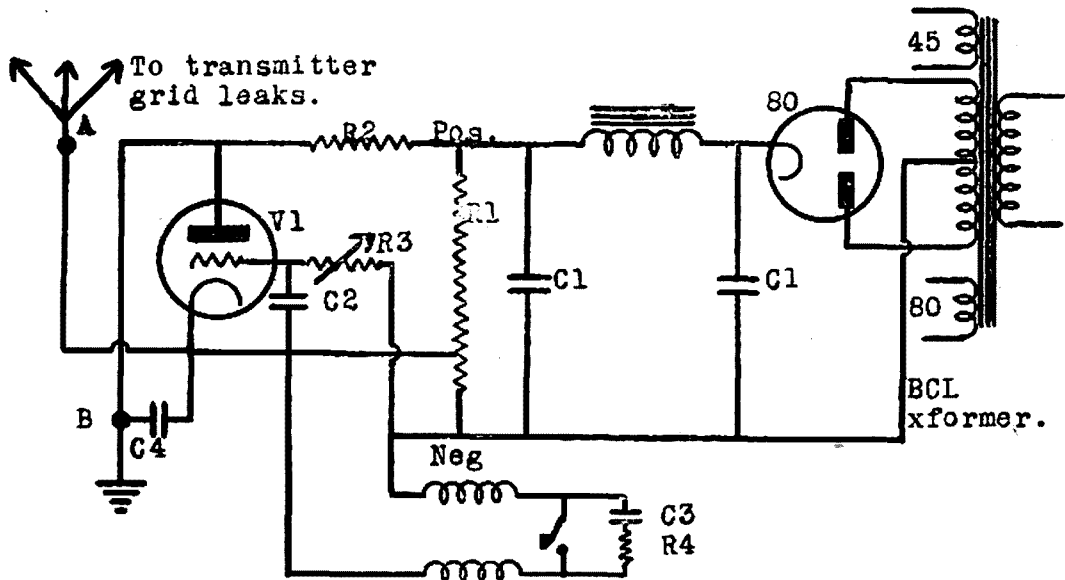 45
To transmitter
grid leaks.
80
A
R2
Pos.
V1
R1
R3
C2
C1
C1
80
B
C4
BCL
xformer.
Neg
C3
R4